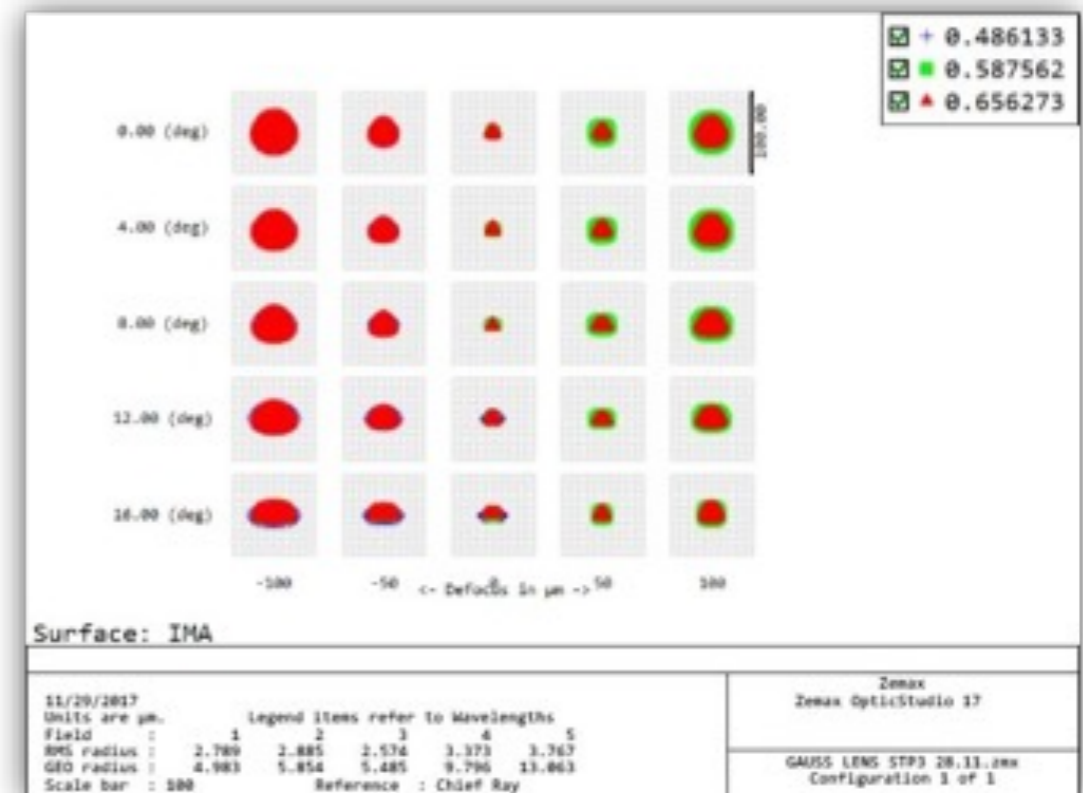 + 0.486133
0.587562
0.656273
0.00 (deg)
100.00
4.00 (deg)
8.00 (deg)
12.00 (deg)
16.00 (deg)
-100 -50 0 50 100
<- Defocus in µm ->
Surface: IMA
11/29/2017
Units are µm. Legend items refer to Wavelengths
Field : 1 2 3 4 5
RMS radius : 2.789 2.885 2.574 3.373 3.767
GEO radius : 4.983 5.854 5.485 9.796 13.063
Scale bar : 100 Reference : Chief Ray
Zemax
Zemax OpticStudio 17
GAUSS LENS STP3 28.11.zmx
Configuration 1 of 1